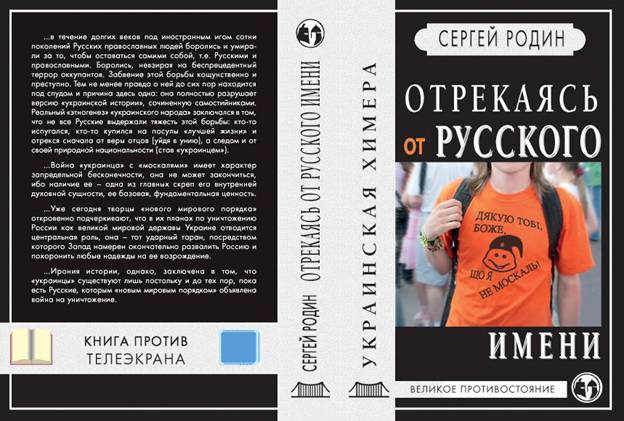 ...в течение долгих веков под иностранным игом сотни
поколений Русских православных людей боролись и умира-
ли за то, чтобы оставаться самими собой, т.е. Русскими и
православными. Боролись, невзирая на беспрецедентный
террор оккупантов. Забвение этой борьбы кощунственно и
преступно. Тем не менее правда о ней до сих пор находится
под спудом и причина здесь одна: она полностью разрушает
версию «украинской истории», сочиненную самостийниками.
Реальный «этногенез» «украинского народа» заключался в том,
что не все Русские выдержали тяжесть этой борьбы: кто-то
испугался, кто-то купился на посулы «лучшей жизни» и
отрекся сначала от веры отцов (уйдя в унию), а следом и от
своей природной национальности (став «украинцем»).
...Война «украинца» с «москалями» имеет характер
запредельной бесконечности, она не может закончиться,
ибо наличие ее – одна из главных скреп его внутренней
духовной сущности, ее базовая, фундаментальная ценность.
...Уже сегодня творцы «нового мирового порядка»
откровенно подчеркивают, что в их планах по уничтожению
России как великой мировой державы Украине отводится
центральная роль, она – тот ударный таран, посредством
которого Запад намерен окончательно развалить Россию и
похоронить любые надежды на ее возрождение.
...Ирония истории, однако, заключена в том, что
«украинцы» существуют лишь постольку и до тех пор, пока
есть Русские, которым «новым мировым порядком» объявлена
война на уничтожение.
КНИГА ПРОТИВ
ТЕЛЕЭКРАНА
СЕРГЕЙ РОДИН ОТРЕКАЯСЬ ОТ РУССКОГО ИМЕНИ
УКРАИНСКАЯ ХИМЕРА
СЕРГЕЙ РОДИН
ОТРЕКАЯСЬ
ОТ РУССКОГО
ДЯКУЮ ТОБІ,
БОЖЕ,
ЩО Я
НЕ МОСКАЛЬ!
ИМЕНИ
ВЕЛИКОЕ ПРОТИВОСТОЯНИЕ